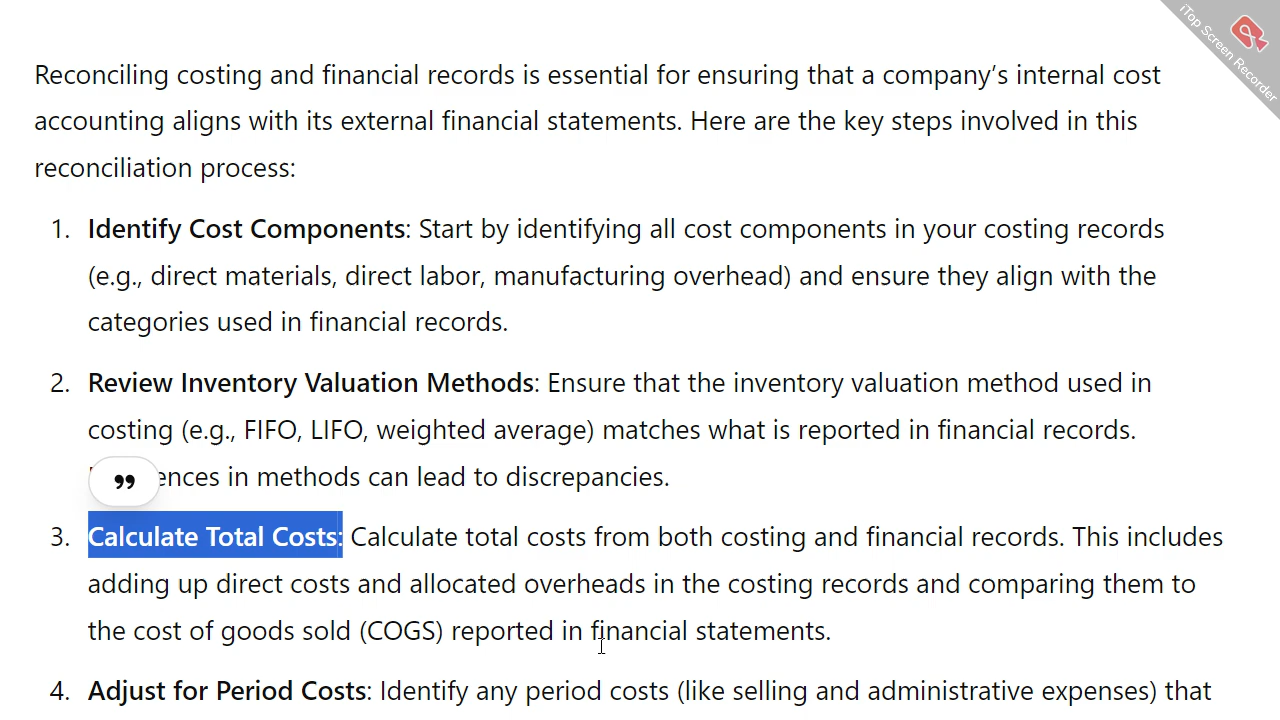 iTop Screen Recorder
Reconciling costing and financial records is essential for ensuring that a company’s internal cost
accounting aligns with its external financial statements. Here are the key steps involved in this
reconciliation process:
1. Identify Cost Components: Start by identifying all cost components in your costing records
(e.g., direct materials, direct labor, manufacturing overhead) and ensure they align with the
categories used in financial records.
2. Review Inventory Valuation Methods: Ensure that the inventory valuation method used in
costing (e.g., FIFO, LIFO, weighted average) matches what is reported in financial records.
in methods can lead to discrepancies.
3. Calculate Total Costs: Calculate total costs from both costing and financial records. This includes
adding up direct costs and allocated overheads in the costing records and comparing them to
the cost of goods sold (COGS) reported in financial statements.
4. Adjust for Period Costs: Identify any period costs (like selling and administrative expenses) that